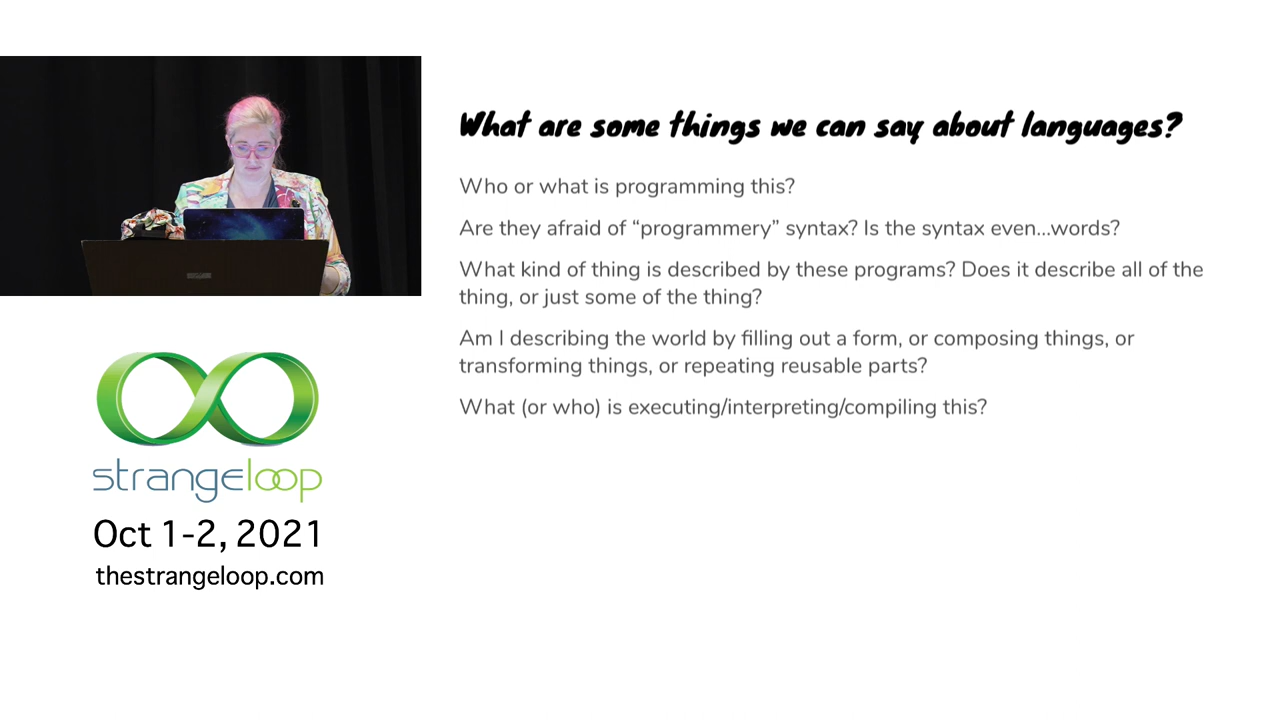 What are some things we can say about languages?
Who or what is programming this?
Are they afraid of “programmery” syntax? Is the syntax even...words?
What kind of thing is described by these programs? Does it describe all of the
thing, or just some of the thing?
Am I describing the world by filling out a form, or composing things, or
transforming things, or repeating reusable parts?
What (or who) is executing/interpreting/compiling this?
strangeloop
Oct 1-2, 2021
thestrangeloop.com